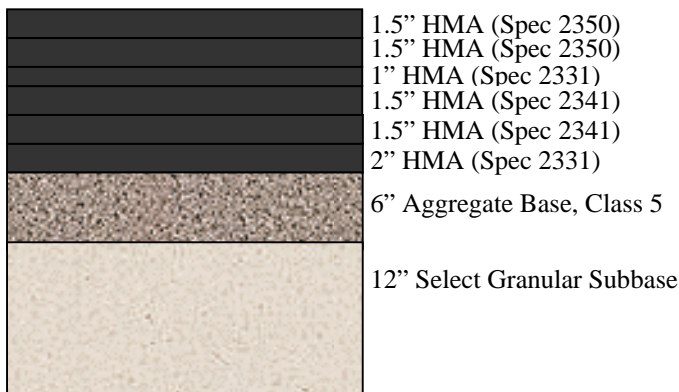 1.5” HMA (Spec 2350)
1.5” HMA (Spec 2350)
1” HMA (Spec 2331)
1.5” HMA (Spec 2341)
1.5” HMA (Spec 2341)
2” HMA (Spec 2331)
6” Aggregate Base, Class 5
12” Select Granular Subbase